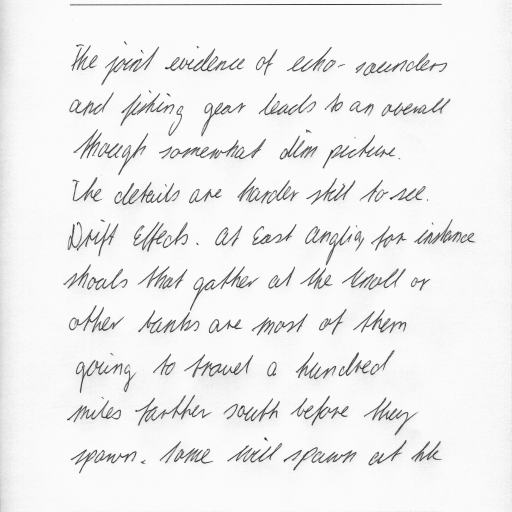 The joint evidence of echo-sounders
and fishing gear leads to an overall
though somewhat dim picture.
The details are harder still to see.
Drift Effects. At East Anglia, for instance
shoals that gather at the Knoll or
other banks are most of them
going to travel a hundred
miles farther south before they
spawn. Some will spawn at the